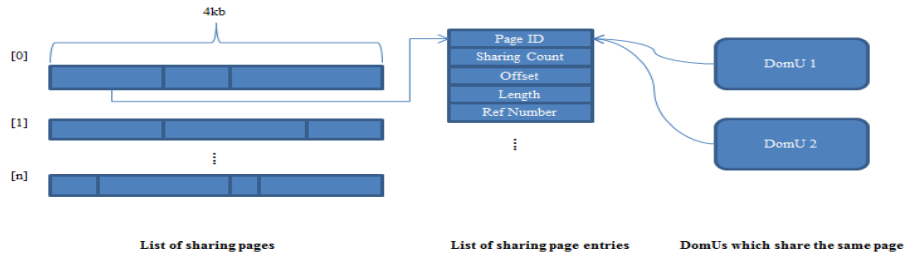 4kb
[0]
[1]
[n]
Page ID
Sharing Count
Offset
Length
Ref Number
DomU 1
DomU 2
List of sharing pages
List of sharing page entries
DomUs which share the same page